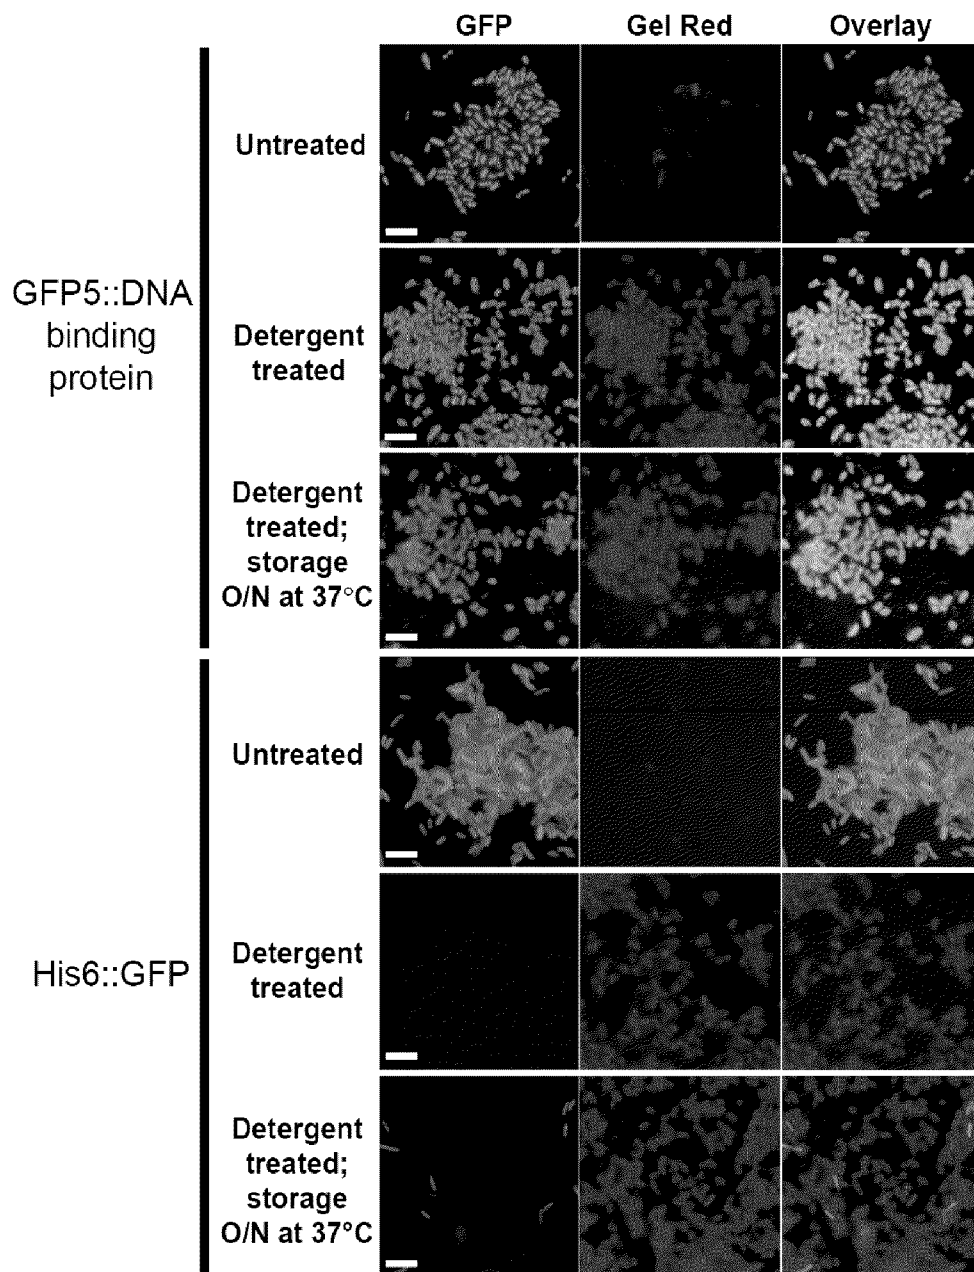 GFP Gel Red Overlay
GFP5::DNA
binding
protein
Untreated
Detergent
treated
Detergent
treated;
storage
O/N at 37°C
His6::GFP
Untreated
Detergent
treated
Detergent
treated;
storage
O/N at 37°C